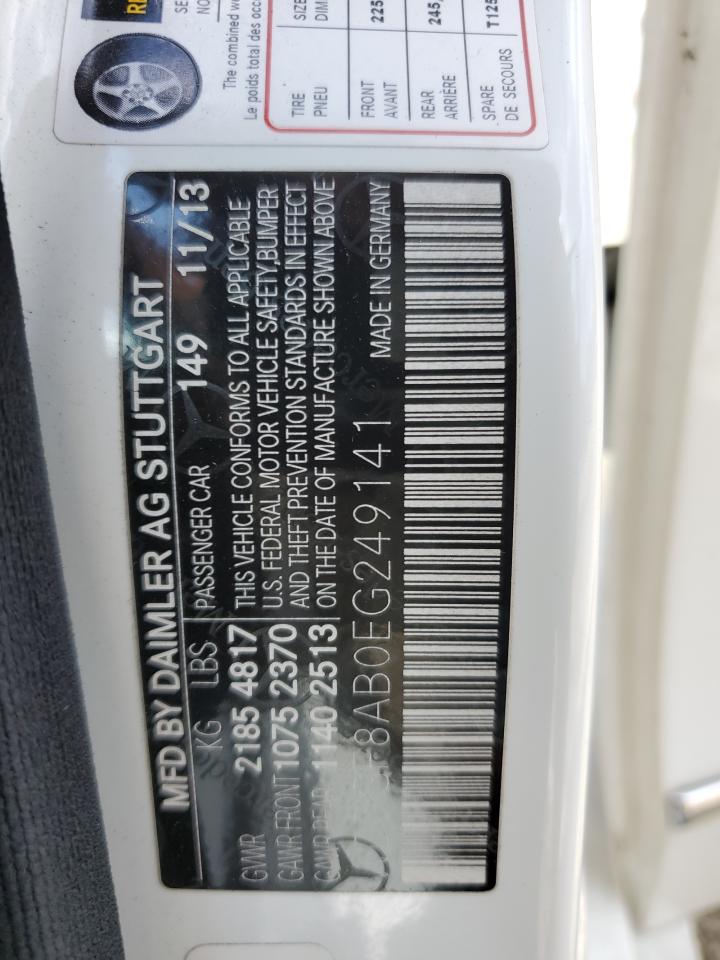 MFD BY DAIMLER AG STUTTGART
KG LBS PASSENGER CAR 149 11/13
GVWR 2185 4817 THIS VEHICLE CONFORMS TO ALL APPLICABLE
GAWR FRONT 1075 2370 U.S. FEDERAL MOTOR VEHICLE SAFETY,BUMPER
GAWR REAR 1140 2513 AND THEFT PREVENTION STANDARDS IN EFFECT
ON THE DATE OF MANUFACTURE SHOWN ABOVE
8AB0EG249141 MADE IN GERMANY
The combined
Le poids total des
TIRE SIZE
PNEU
FRONT 225
AVANT
REAR 245
ARRIÈRE
SPARE T125
DE SECOURS